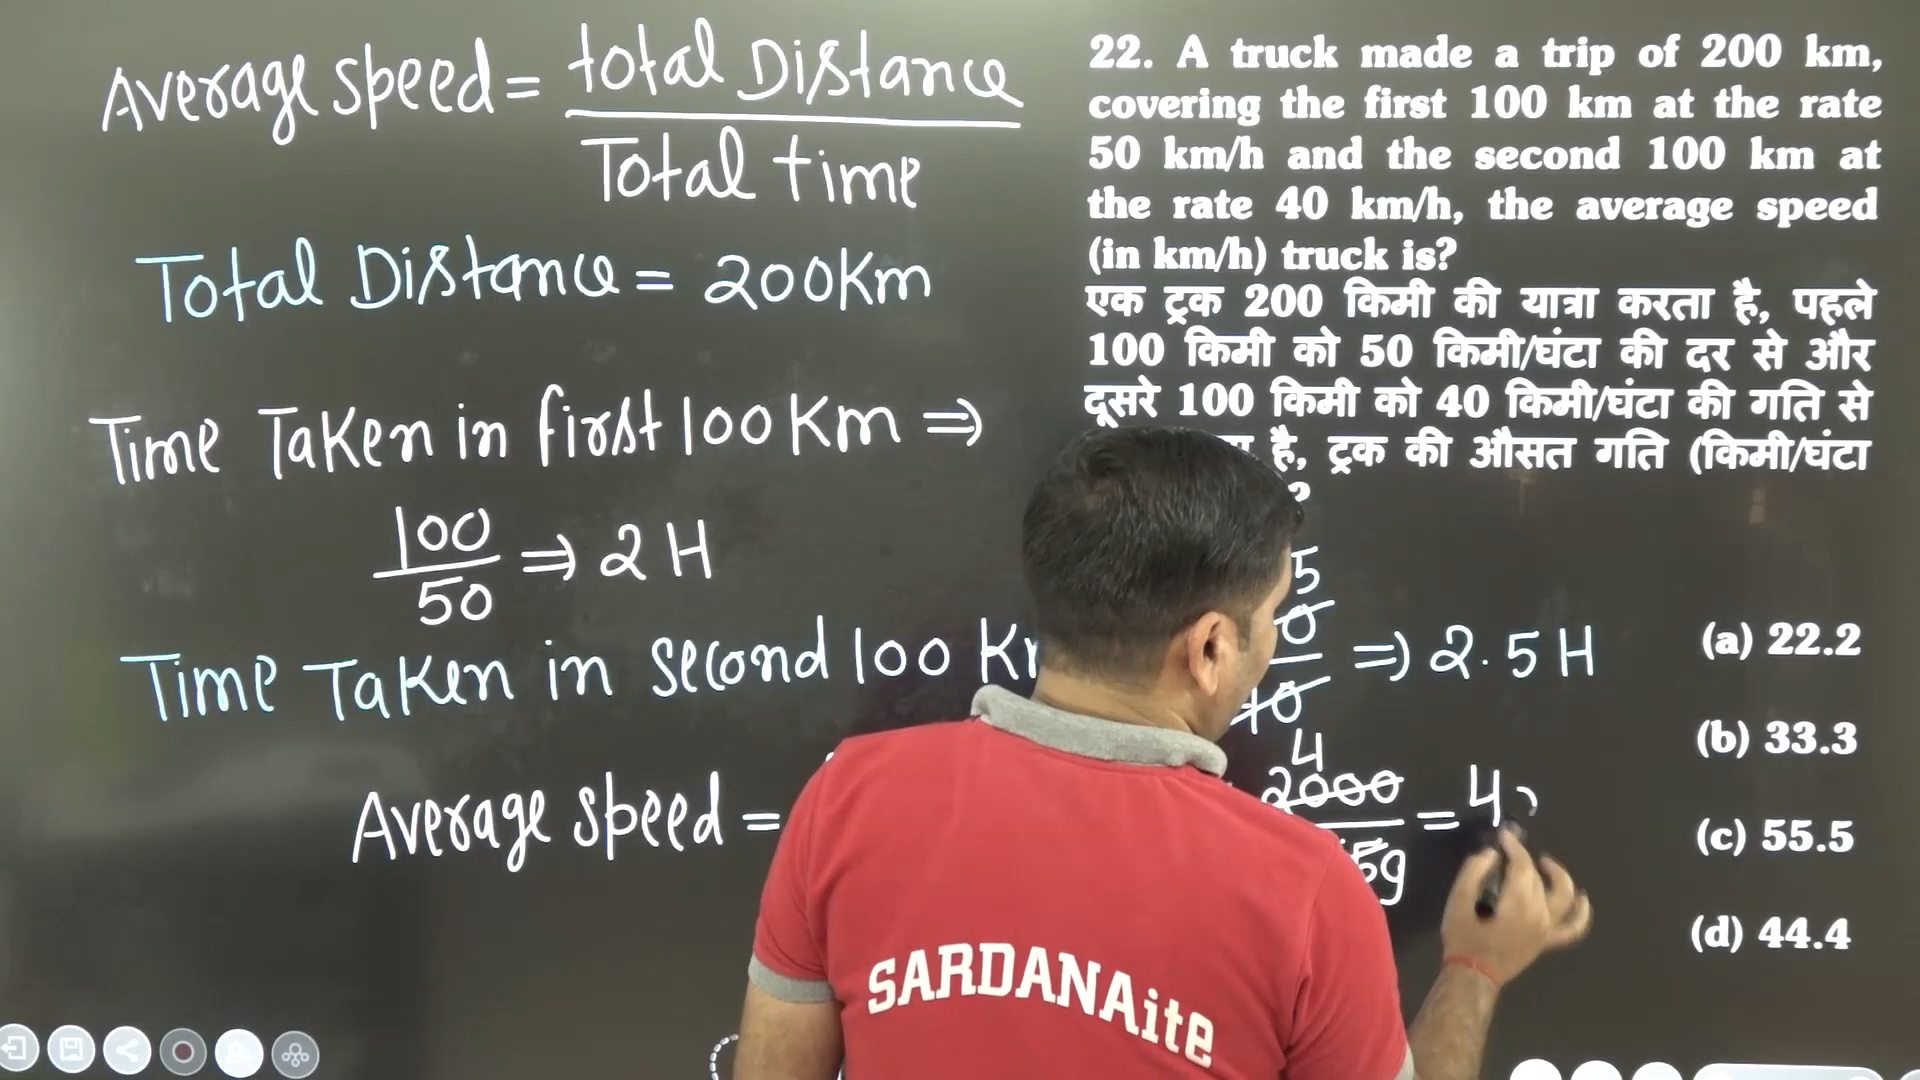 Average speed = total Distance
Total time
Total Distance = 200Km
Time Taken in first 100 Km ⇒
100
50 ⇒ 2 H
Time Taken in second 100
5
⇒ 2.5 H
4
Average speed =
2000
= 4
9
22. A truck made a trip of 200 km,
covering the first 100 km at the rate
50 km/h and the second 100 km at
the rate 40 km/h, the average speed
(in km/h) truck is?
एक ट्रक 200 किमी की यात्रा करता है, पहले
100 किमी को 50 किमी/घंटा की दर से और
दूसरे 100 किमी को 40 किमी/घंटा की गति से
है, ट्रक की औसत गति (किमी/घंटा
?
(a) 22.2
(b) 33.3
(c) 55.5
(d) 44.4
SARDANAite